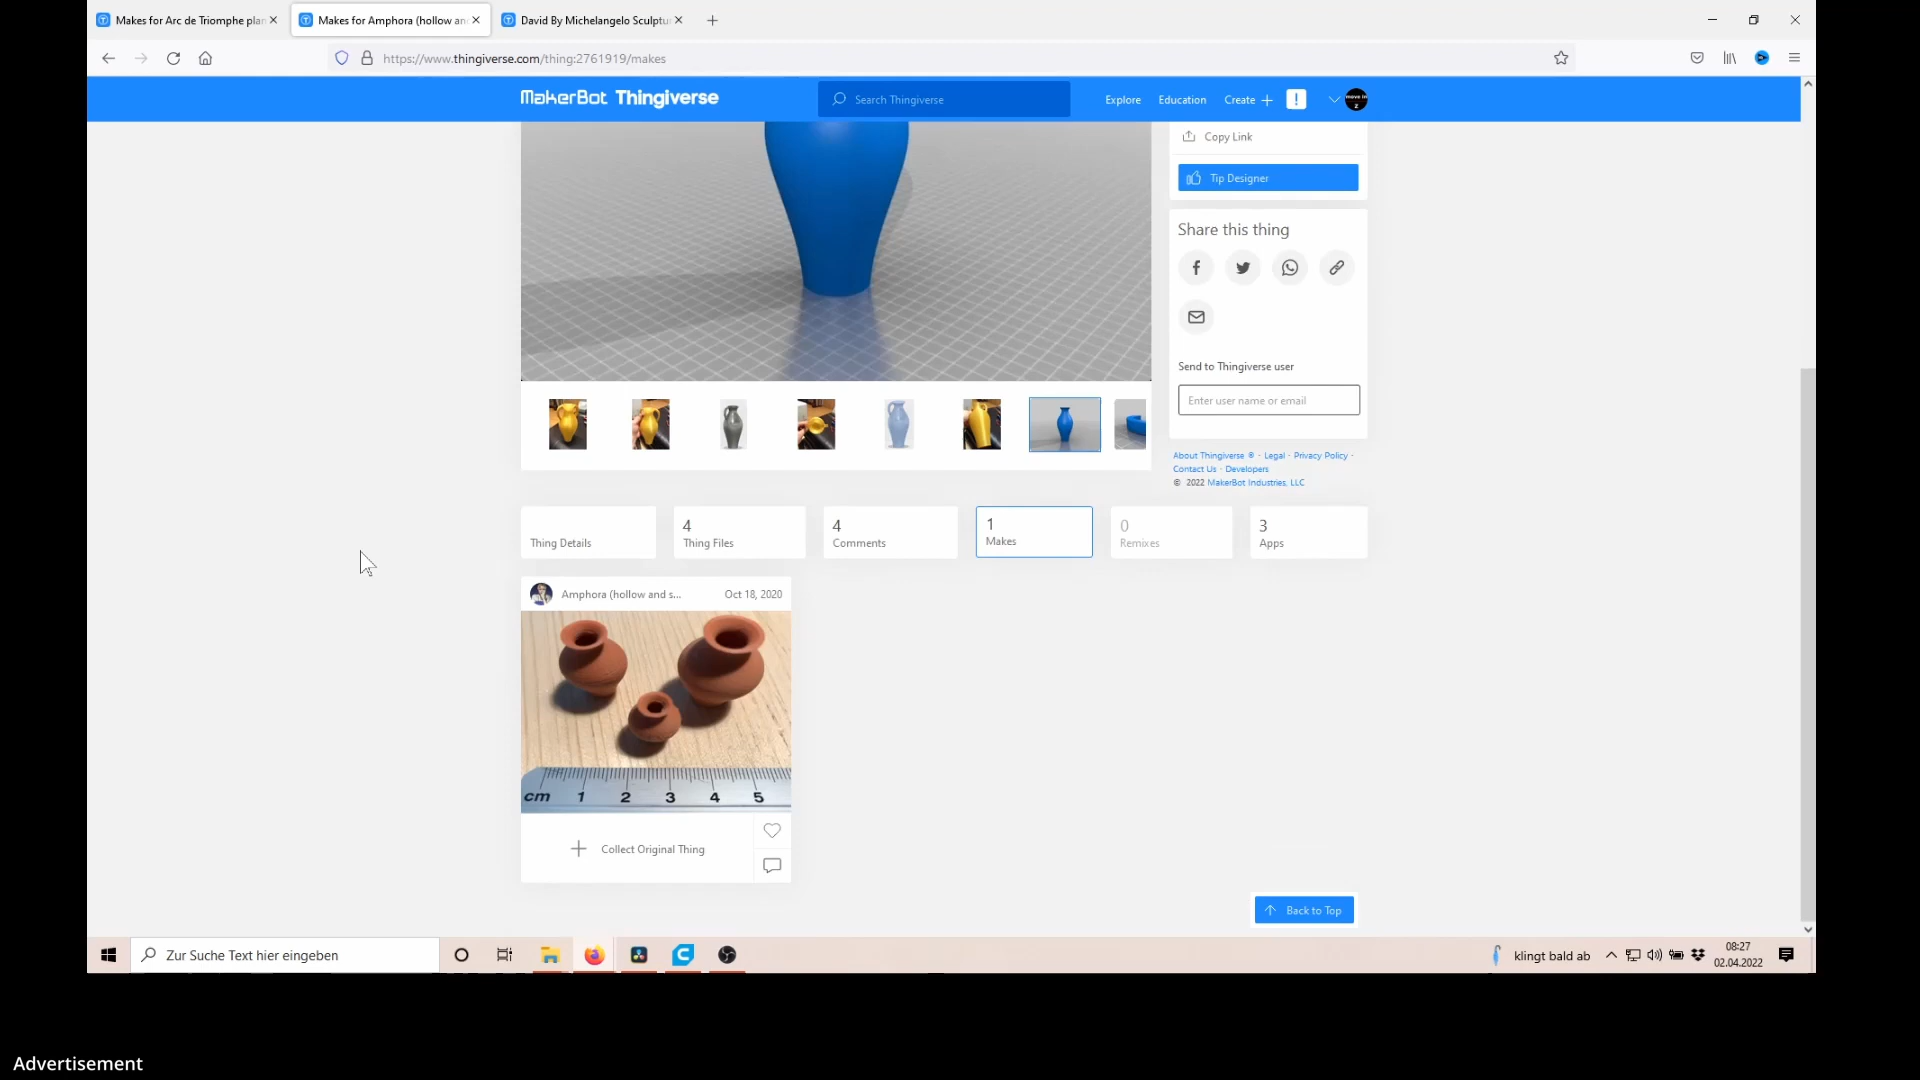 Makes for Arc de Triomphe plan
Makes for Amphora (hollow an
David By Michelangelo Sculptu
https://www.thingiverse.com/thing:2761919/makes
MakerBot Thingiverse
Search Thingiverse
Explore
Education
Create
Copy Link
Tip Designer
Share this thing
Send to Thingiverse user
Enter user name or email
About Thingiverse ® · Legal · Privacy Policy ·
Contact Us · Developers
© 2022 MakerBot Industries, LLC
Thing Details
4
Thing Files
4
Comments
1
Makes
0
Remixes
3
Apps
Amphora (hollow and s...
Oct 18, 2020
cm 1 2 3 4 5
Collect Original Thing
Back to Top
Zur Suche Text hier eingeben
klingt bald ab
08:27
02.04.2022
Advertisement